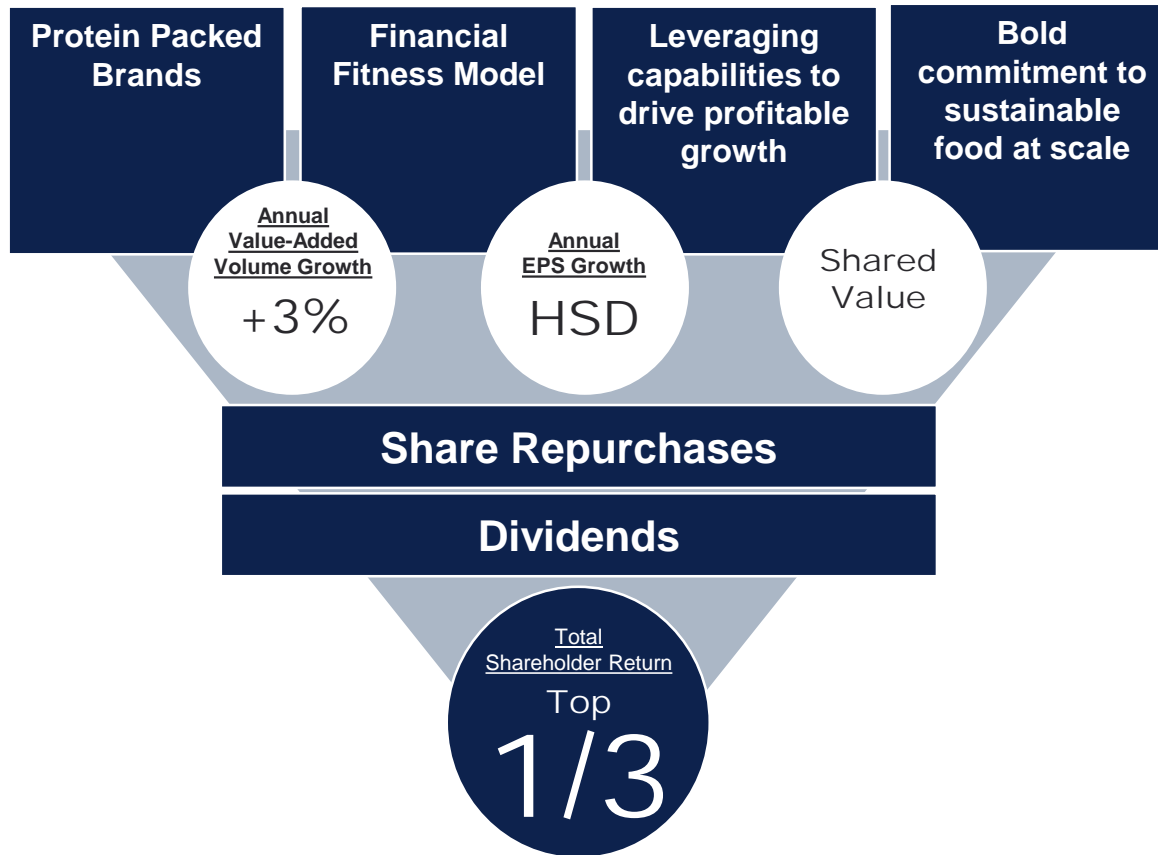 Protein Packed
Brands
Financial
Fitness Model
Leveraging
capabilities to
drive profitable
growth
Bold
commitment to
sustainable
food at scale
Annual
Value-Added
Volume Growth
+3%
Annual
EPS Growth
HSD
Shared
Value
Share Repurchases
Dividends
Total
Shareholder Return
Top
1/3